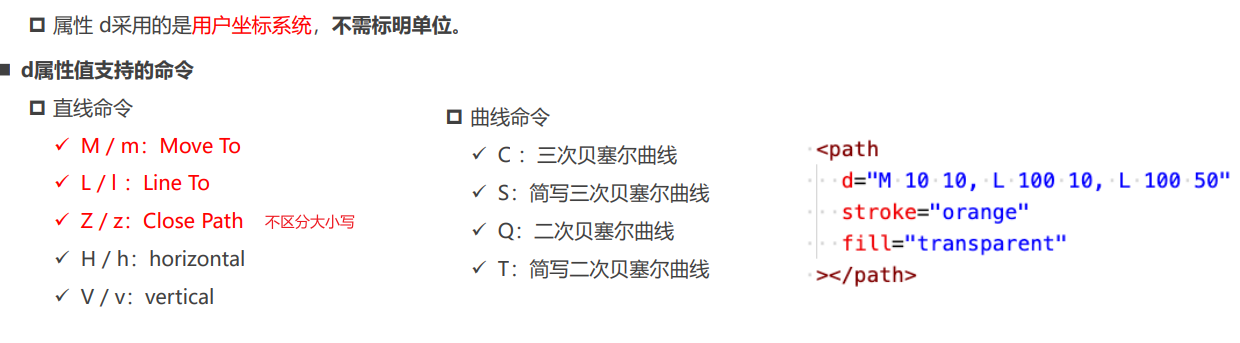 属性 d采用的是用户坐标系统，不需标明单位。
d属性值支持的命令
直线命令
M / m：Move To
L / l：Line To
Z / z：Close Path 不区分大小写
H / h：horizontal
V / v：vertical
曲线命令
C ：三次贝塞尔曲线
S：简写三次贝塞尔曲线
Q：二次贝塞尔曲线
T：简写二次贝塞尔曲线
<path
d="M 10 10, L 100 10, L 100 50"
stroke="orange"
fill="transparent"
></path>